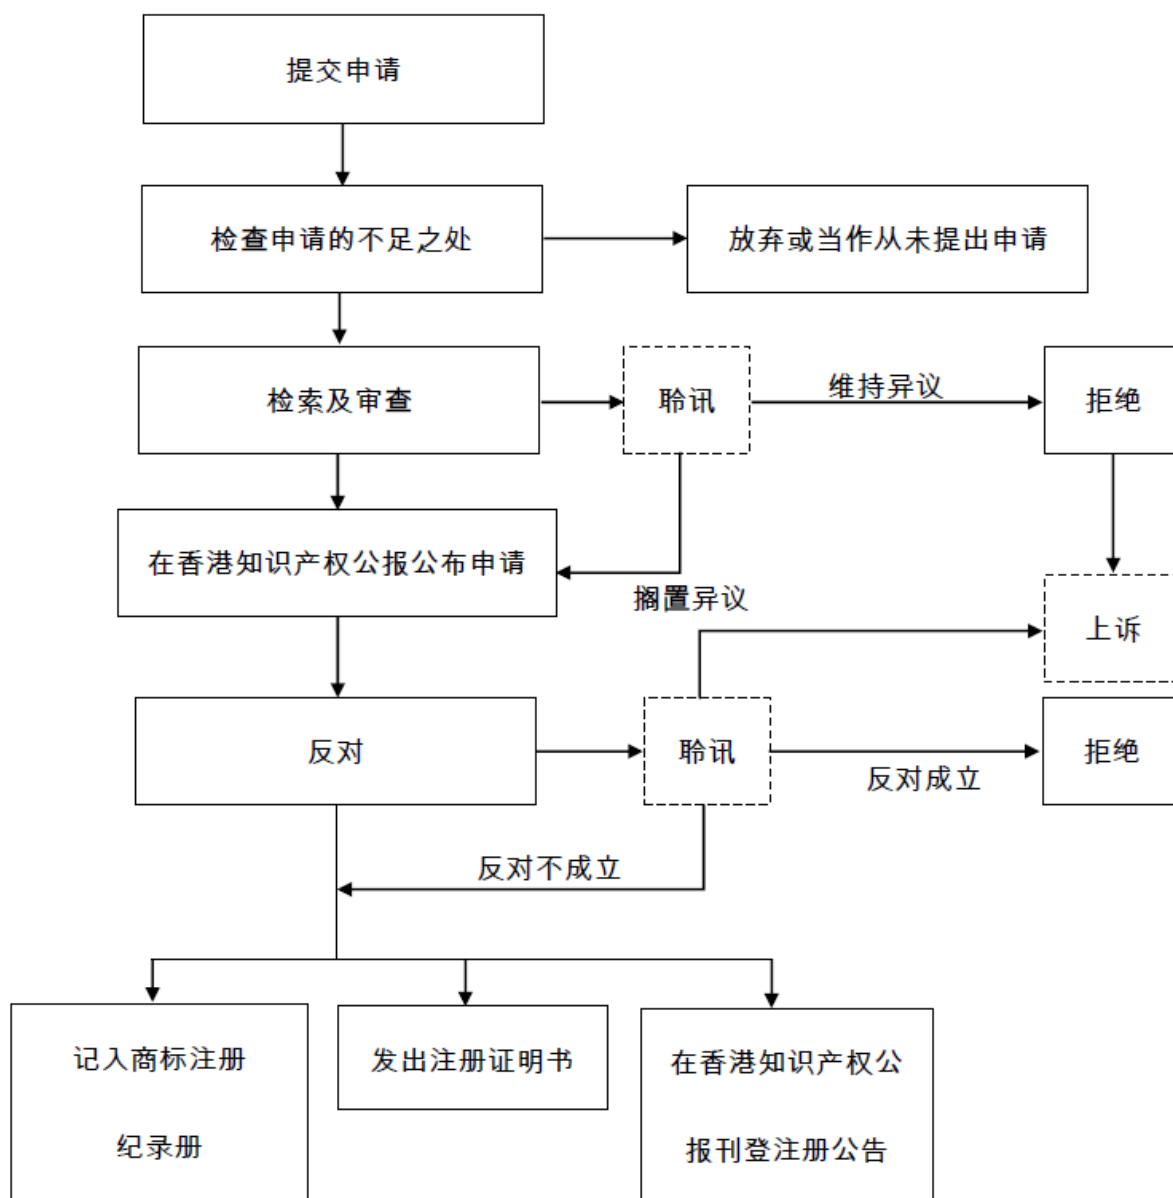 提交申请
检查申请的不足之处
放弃或当作从未提出申请
检索及审查
聆讯
维持异议
拒绝
在香港知识产权公报公布申请
搁置异议
上诉
反对
聆讯
反对成立
拒绝
反对不成立
记入商标注册
纪录册
发出注册证明书
在香港知识产权公
报刊登注册公告